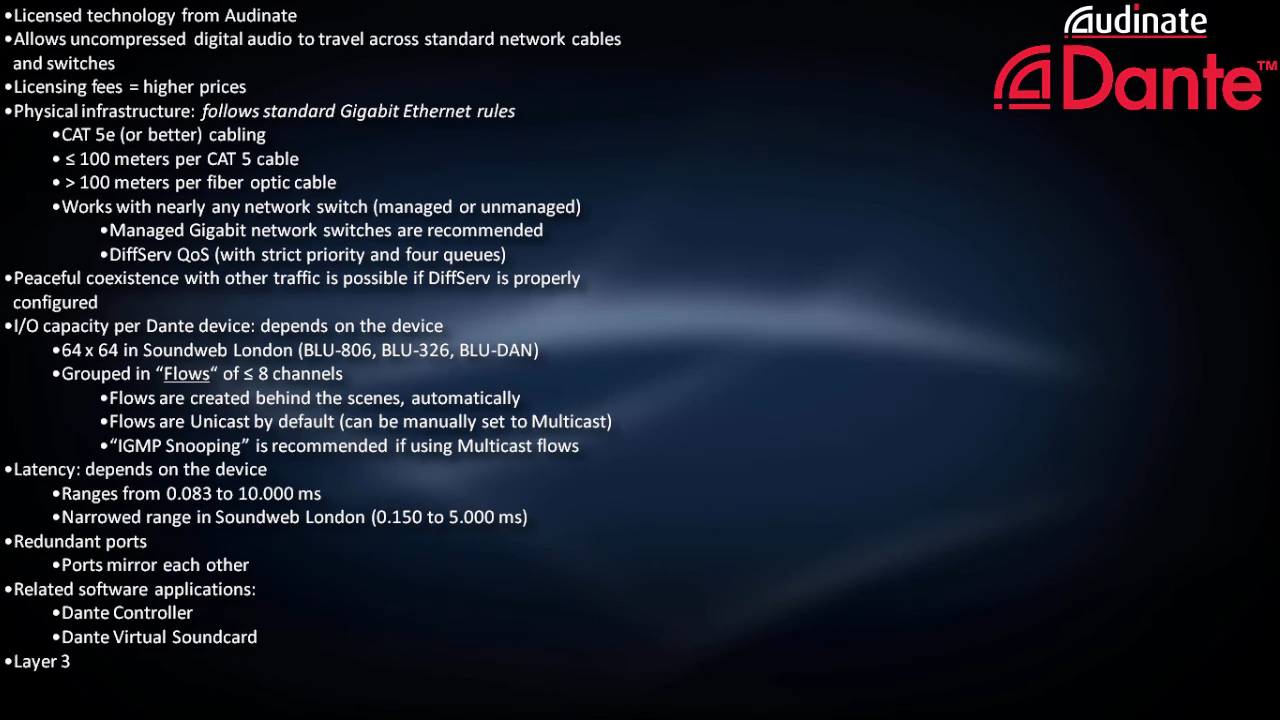 •Licensed technology from Audinate
•Allows uncompressed digital audio to travel across standard network cables
and switches
•Licensing fees = higher prices
•Physical infrastructure: follows standard Gigabit Ethernet rules
•CAT 5e (or better) cabling
• ≤ 100 meters per CAT 5 cable
• > 100 meters per fiber optic cable
•Works with nearly any network switch (managed or unmanaged)
•Managed Gigabit network switches are recommended
•DiffServ QoS (with strict priority and four queues)
•Peaceful coexistence with other traffic is possible if DiffServ is properly
configured
•I/O capacity per Dante device: depends on the device
•64 x 64 in Soundweb London (BLU-806, BLU-326, BLU-DAN)
•Grouped in “Flows“ of ≤ 8 channels
•Flows are created behind the scenes, automatically
•Flows are Unicast by default (can be manually set to Multicast)
•“IGMP Snooping” is recommended if using Multicast flows
•Latency: depends on the device
•Ranges from 0.083 to 10.000 ms
•Narrowed range in Soundweb London (0.150 to 5.000 ms)
•Redundant ports
•Ports mirror each other
•Related software applications:
•Dante Controller
•Dante Virtual Soundcard
•Layer 3
Audinate
Dante™